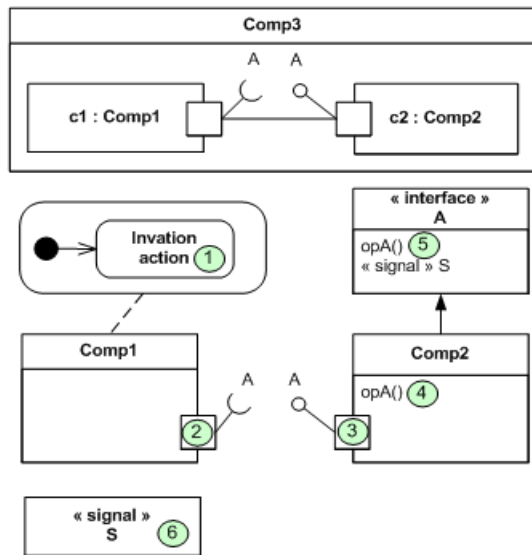 Comp3
A A
c1 : Comp1
c2 : Comp2
Invation
action 1
« interface »
A
opA() 5
« signal » S
Comp1
A A
Comp2
opA() 4
2
3
« signal »
S 6